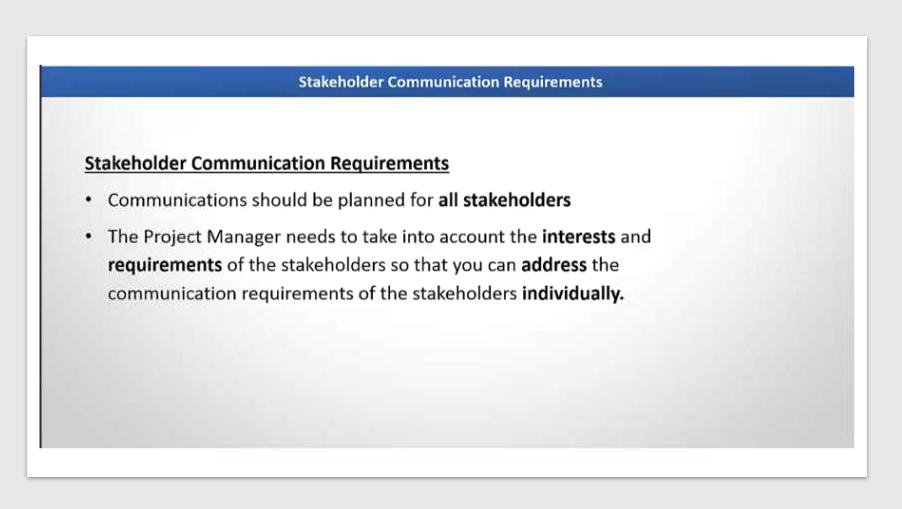 Stakeholder Communication Requirements
Stakeholder Communication Requirements
• Communications should be planned for all stakeholders
• The Project Manager needs to take into account the interests and
requirements of the stakeholders so that you can address the
communication requirements of the stakeholders individually.